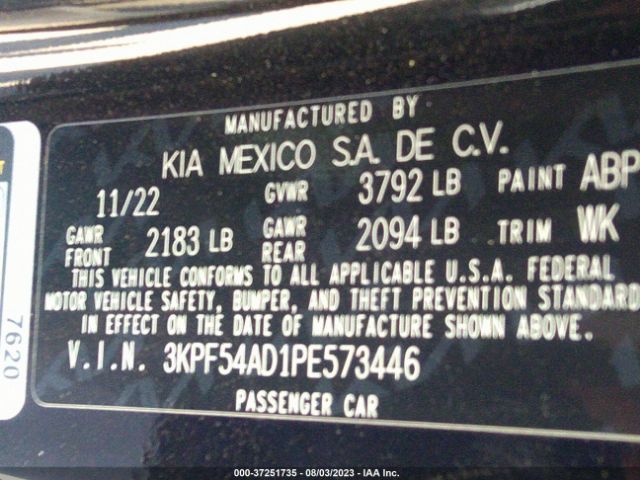 MANUFACTURED BY
KIA MEXICO S.A. DE C.V.
11/22 GVWR 3792 LB PAINT ABP
GAWR FRONT 2183 LB GAWR REAR 2094 LB TRIM WK
THIS VEHICLE CONFORMS TO ALL APPLICABLE U.S.A. FEDERAL
MOTOR VEHICLE SAFETY, BUMPER, AND THEFT PREVENTION STANDARD
IN EFFECT ON THE DATE OF MANUFACTURE SHOWN ABOVE.
V.I.N. 3KPF54AD1PE573446
PASSENGER CAR
7620
000-37251735 - 08/03/2023 - IAA Inc.